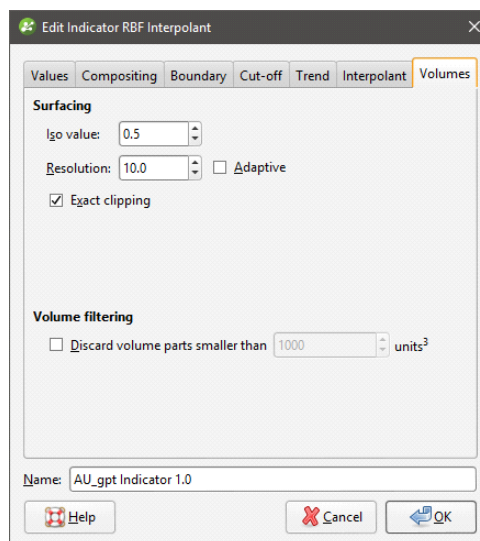 Edit Indicator RBF Interpolant
Values Compositing Boundary Cut-off Trend Interpolant Volumes
Surfacing
Iso value: 0.5
Resolution: 10.0 Adaptive
Exact clipping
Volume filtering
Discard volume parts smaller than 1000 units³
Name: AU_gpt Indicator 1.0
Help Cancel OK